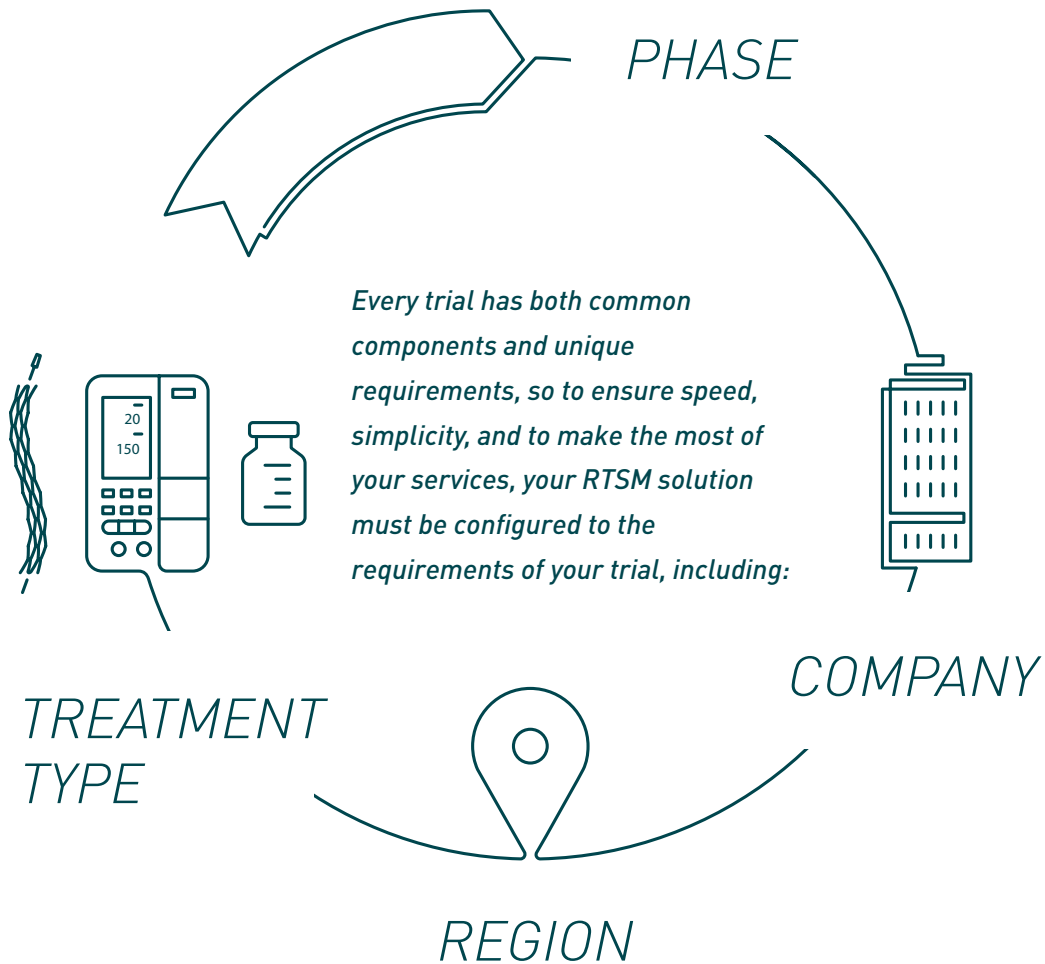 PHASE
Every trial has both common
components and unique
requirements, so to ensure speed,
simplicity, and to make the most of
your services, your RTSM solution
must be configured to the
requirements of your trial, including:
20
150
COMPANY
TREATMENT
TYPE
REGION